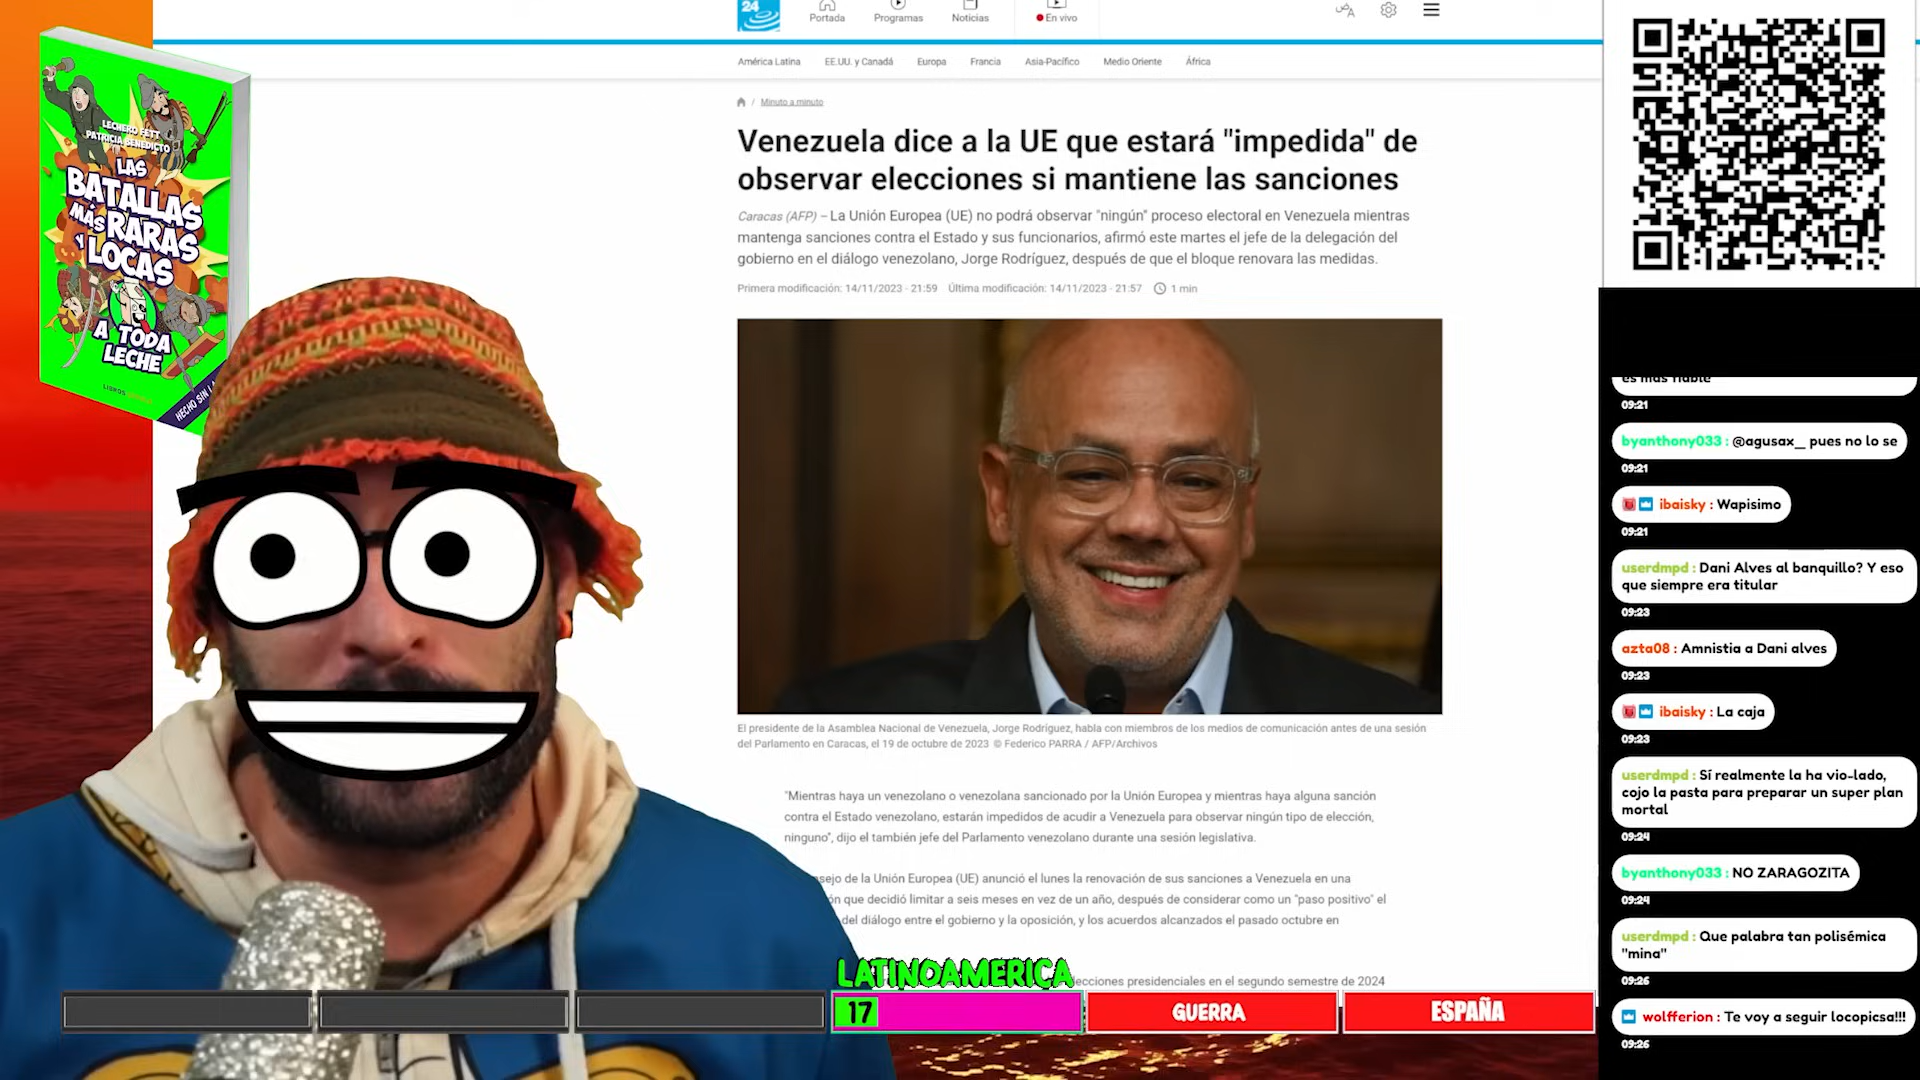 24
Portada
Programas
Noticias
En vivo
América Latina
EE.UU. y Canadá
Europa
Francia
Asia-Pacífico
Medio Oriente
África
/ Minuto a minuto
Venezuela dice a la UE que estará "impedida" de
observar elecciones si mantiene las sanciones
Caracas (AFP) – La Unión Europea (UE) no podrá observar "ningún" proceso electoral en Venezuela mientras
mantenga sanciones contra el Estado y sus funcionarios, afirmó este martes el jefe de la delegación del
gobierno en el diálogo venezolano, Jorge Rodríguez, después de que el bloque renovara las medidas.
Primera modificación: 14/11/2023 - 21:59 Última modificación: 14/11/2023 - 21:57 1 min
El presidente de la Asamblea Nacional de Venezuela, Jorge Rodríguez, habla con miembros de los medios de comunicación antes de una sesión
del Parlamento en Caracas, el 19 de octubre de 2023 © Federico PARRA / AFP/Archivos
"Mientras haya un venezolano o venezolana sancionado por la Unión Europea y mientras haya alguna sanción
contra el Estado venezolano, estarán impedidos de acudir a Venezuela para observar ningún tipo de elección,
ninguno", dijo el también jefe del Parlamento venezolano durante una sesión legislativa.
sejo de la Unión Europea (UE) anunció el lunes la renovación de sus sanciones a Venezuela en una
ón que decidió limitar a seis meses en vez de un año, después de considerar como un "paso positivo" el
del diálogo entre el gobierno y la oposición, y los acuerdos alcanzados el pasado octubre en
lecciones presidenciales en el segundo semestre de 2024
LECHERO FETT
PATRICIA BENEDICTO
LAS
BATALLAS
MÁS RARAS
Y LOCAS
A TODA
LECHE
LIBROS
HECHO SIN LA
LATINOAMERICA
17
GUERRA
ESPAÑA
es mas fiable
09:21
byanthony033 : @agusax__ pues no lo se
09:21
ibaisky : Wapisimo
09:21
userdmpd : Dani Alves al banquillo? Y eso
que siempre era titular
09:23
azta08 : Amnistia a Dani alves
09:23
ibaisky : La caja
09:23
userdmpd : Sí realmente la ha vio-lado,
cojo la pasta para preparar un super plan
mortal
09:24
byanthony033 : NO ZARAGOZITA
09:24
userdmpd : Que palabra tan polisémica
"mina"
09:26
wolfferion : Te voy a seguir locopicsa!!!
09:26